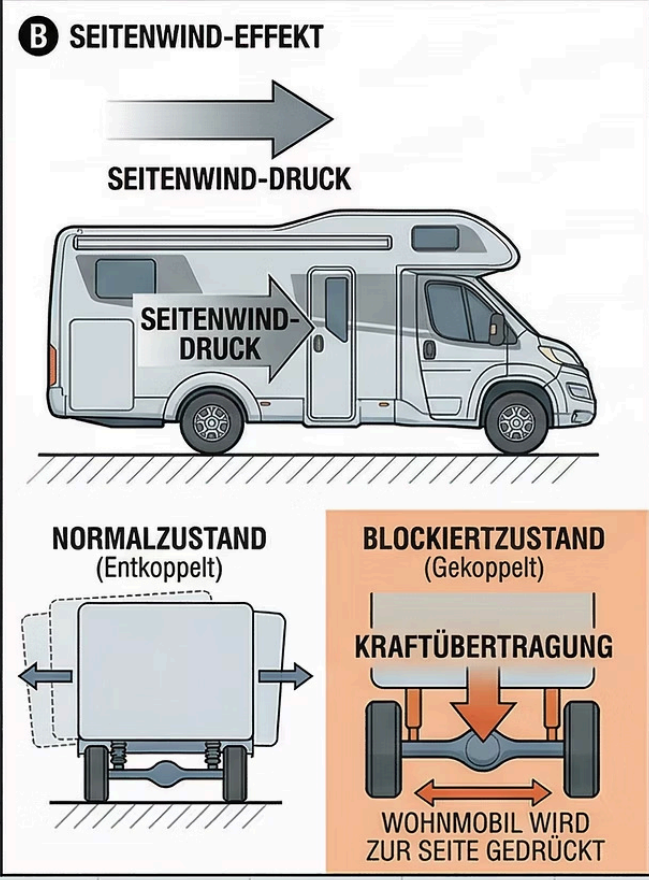 B SEITENWIND-EFFEKT
SEITENWIND-DRUCK
SEITENWIND-
DRUCK
NORMALZUSTAND
(Entkoppelt)
BLOCKIERTZUSTAND
(Gekoppelt)
KRAFTÜBERTRAGUNG
WOHNMOBIL WIRD
ZUR SEITE GEDRÜCKT